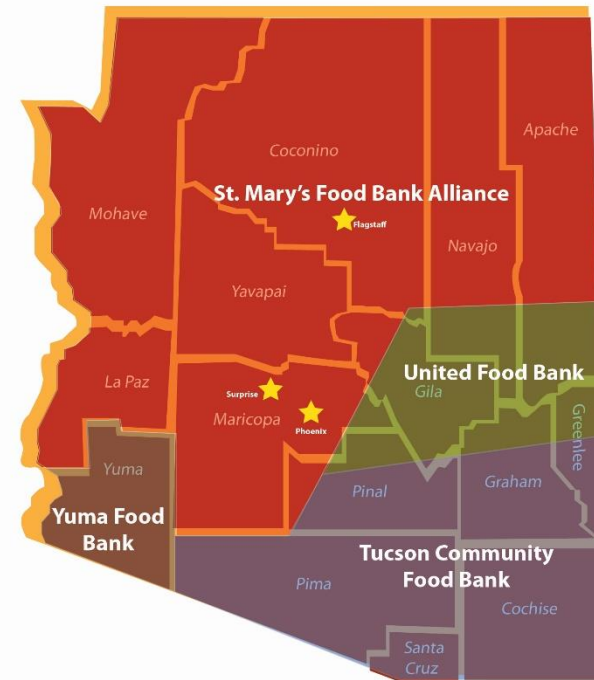 Apache
Coconino
St. Mary's Food Bank Alliance
Mohave
Flagstaff
Navajo
Yavapai
United Food Bank
La Paz
Surprise
Gila
Maricopa
Phoenix
Greenlee
Yuma
Pinal
Graham
Yuma Food
Bank
Tucson Community
Food Bank
Pima
Cochise
Santa
Cruz